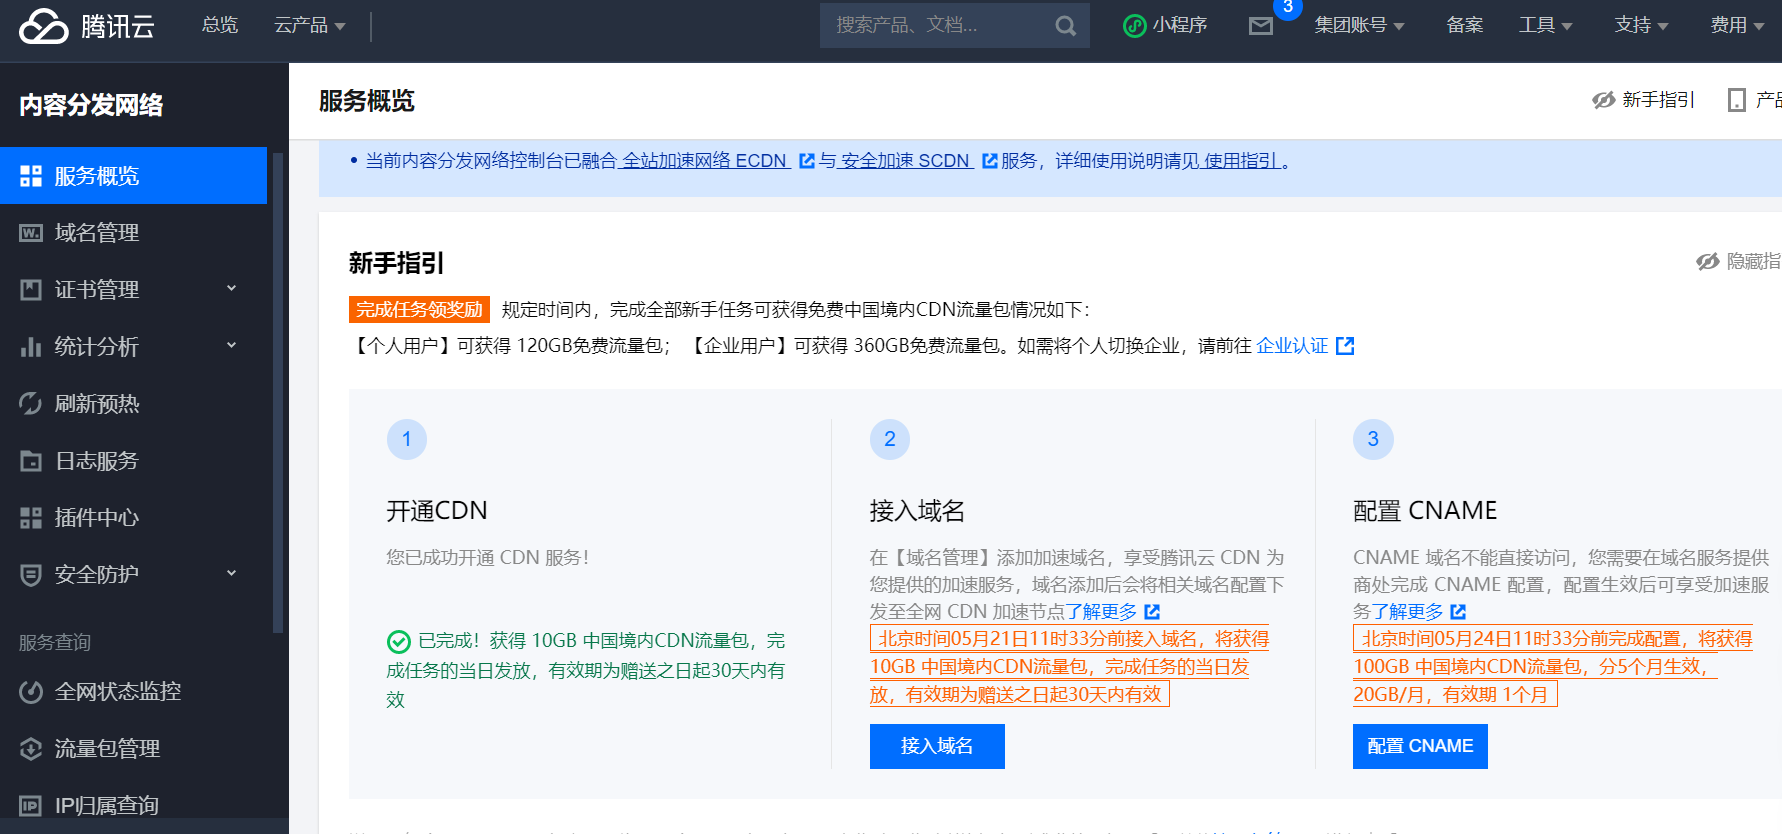 腾讯云
总览
云产品
搜索产品、文档...
小程序
3
集团账号
备案
工具
支持
费用
内容分发网络
服务概览
域名管理
证书管理
统计分析
刷新预热
日志服务
插件中心
安全防护
服务查询
全网状态监控
流量包管理
IP归属查询
服务概览
新手指引
• 当前内容分发网络控制台已融合 全站加速网络 ECDN 与 安全加速 SCDN 服务，详细使用说明请见 使用指引 。
新手指引
隐藏指
完成任务领奖励 规定时间内，完成全部新手任务可获得免费中国境内CDN流量包情况如下：
【个人用户】可获得 120GB免费流量包； 【企业用户】可获得 360GB免费流量包。如需将个人切换企业，请前往 企业认证
1
开通CDN
您已成功开通 CDN 服务！
已完成！获得 10GB 中国境内CDN流量包，完
成任务的当日发放，有效期为赠送之日起30天内有
效
2
接入域名
在【域名管理】添加加速域名，享受腾讯云 CDN 为
您提供的加速服务，域名添加后会将相关域名配置下
发至全网 CDN 加速节点了解更多
北京时间05月21日11时33分前接入域名，将获得
10GB 中国境内CDN流量包，完成任务的当日发
放，有效期为赠送之日起30天内有效
接入域名
3
配置 CNAME
CNAME 域名不能直接访问，您需要在域名服务提供
商处完成 CNAME 配置，配置生效后可享受加速服
务了解更多
北京时间05月24日11时33分前完成配置，将获得
100GB 中国境内CDN流量包，分5个月生效，
20GB/月，有效期 1个月
配置 CNAME